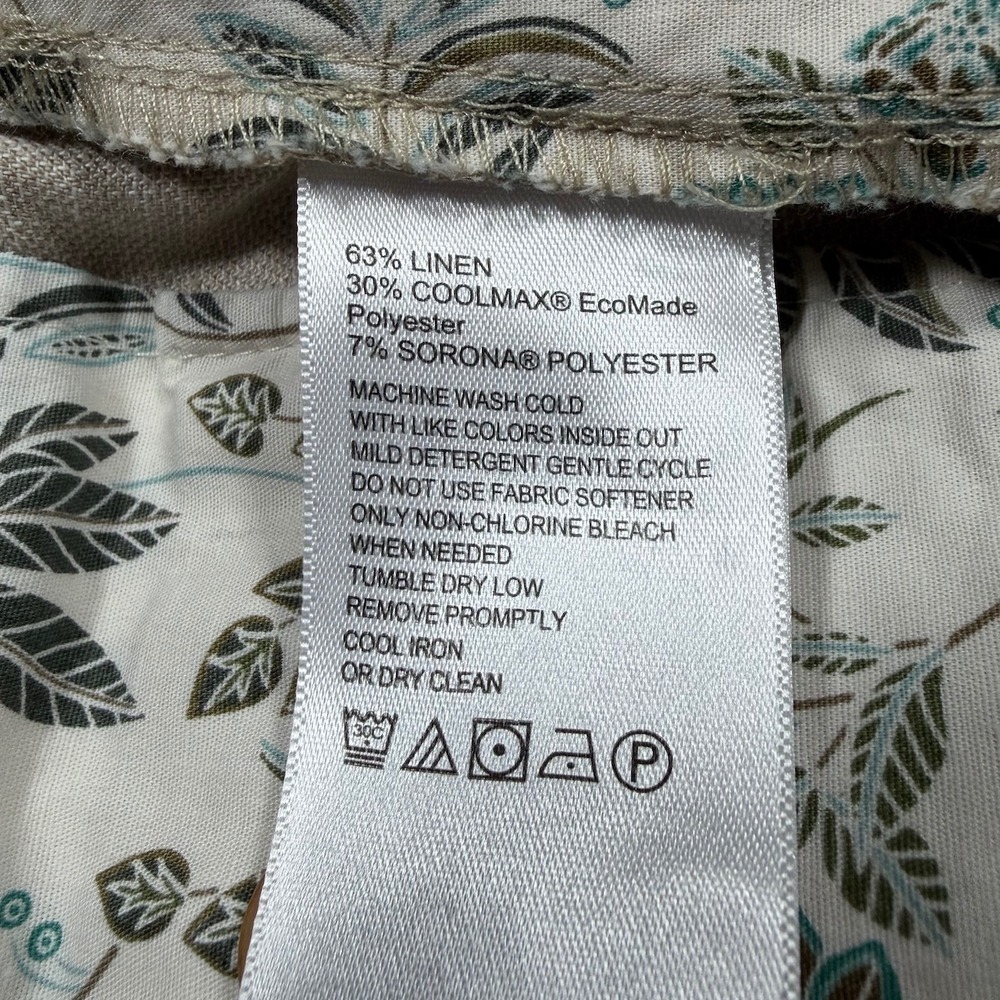 63% LINEN
30% COOLMAX® EcoMade
Polyester
7% SORONA® POLYESTER
MACHINE WASH COLD
WITH LIKE COLORS INSIDE OUT
MILD DETERGENT GENTLE CYCLE
DO NOT USE FABRIC SOFTENER
ONLY NON-CHLORINE BLEACH
WHEN NEEDED
TUMBLE DRY LOW
REMOVE PROMPTLY
COOL IRON
OR DRY CLEAN
30C P